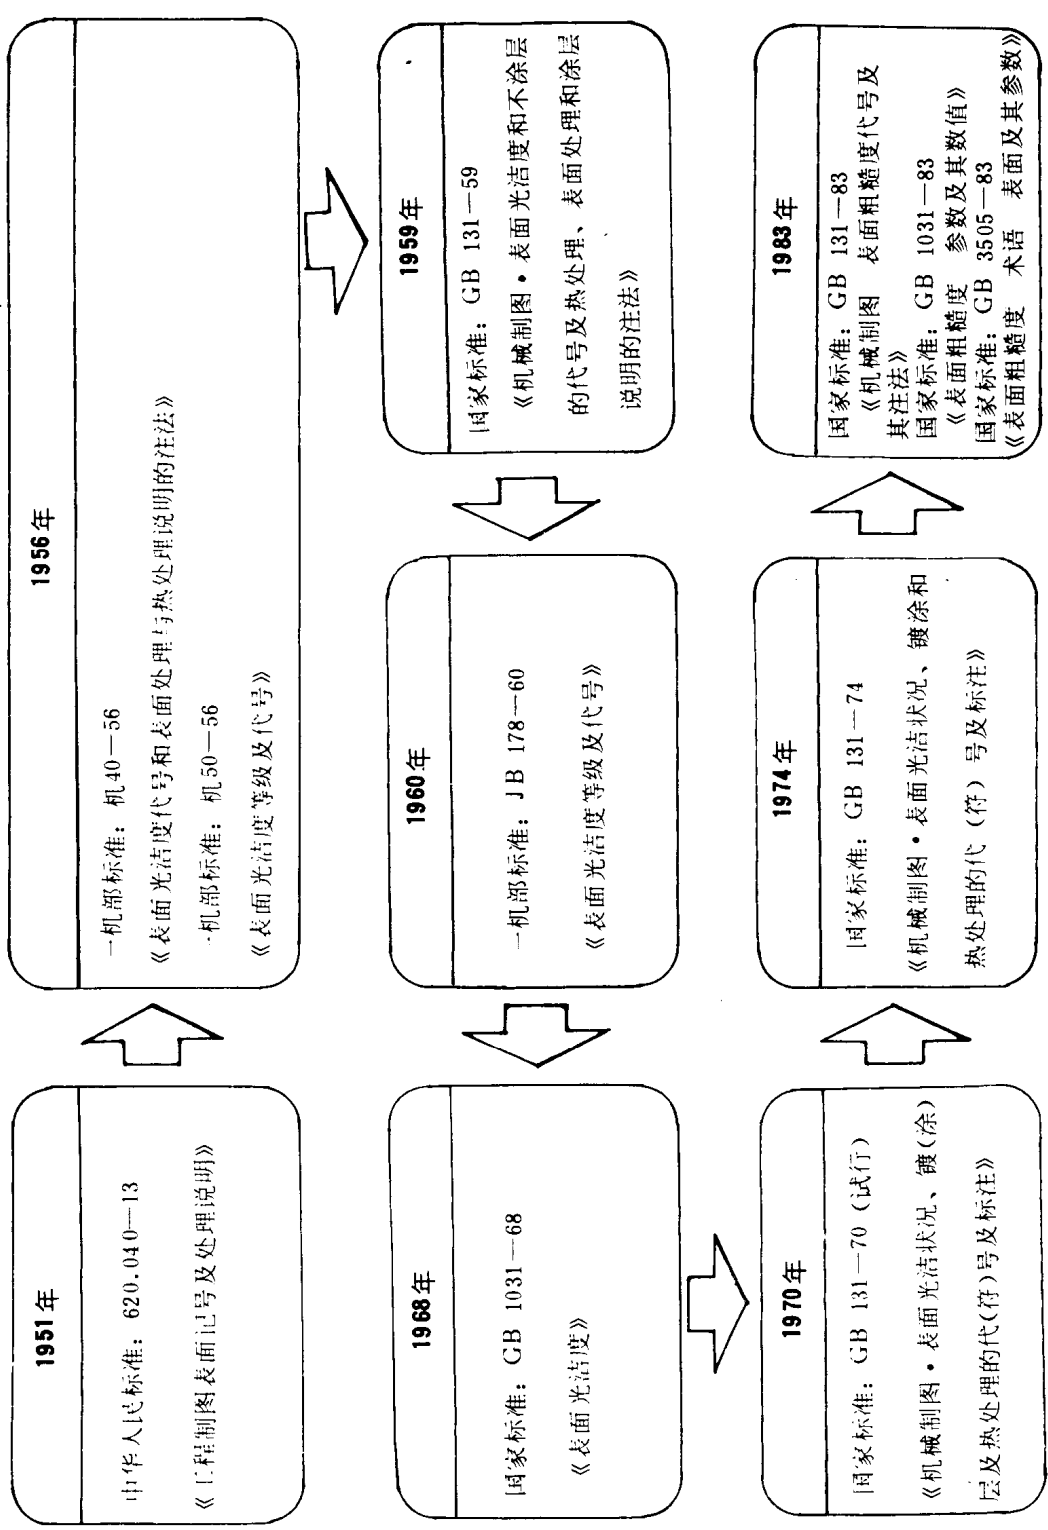 1951年
中华人民标准：620.040—13
《工程制图表面记号及处理说明》
1956年
一机部标准：机40—56
《表面光洁度代号和表面处理与热处理说明的注法》
一机部标准：机50—56
《表面光洁度等级及代号》
1959年
国家标准：GB 131—59
《机械制图·表面光洁度和不涂层
的代号及热处理、表面处理和涂层
说明的注法》
1960年
一机部标准：JB 178—60
《表面光洁度等级及代号》
1968年
国家标准：GB 1031—68
《表面光洁度》
1970年
国家标准：GB 131—70（试行）
《机械制图·表面光洁状况、镀(涂)
层及热处理的代(符)号及标注》
1974年
国家标准：GB 131—74
《机械制图·表面光洁状况、镀涂和
热处理的代（符）号及标注》
1983年
国家标准：GB 131—83
《机械制图 表面粗糙度代号及
其注法》
国家标准：GB 1031—83
《表面粗糙度 参数及其数值》
国家标准：GB 3505—83
《表面粗糙度 术语 表面及其参数》